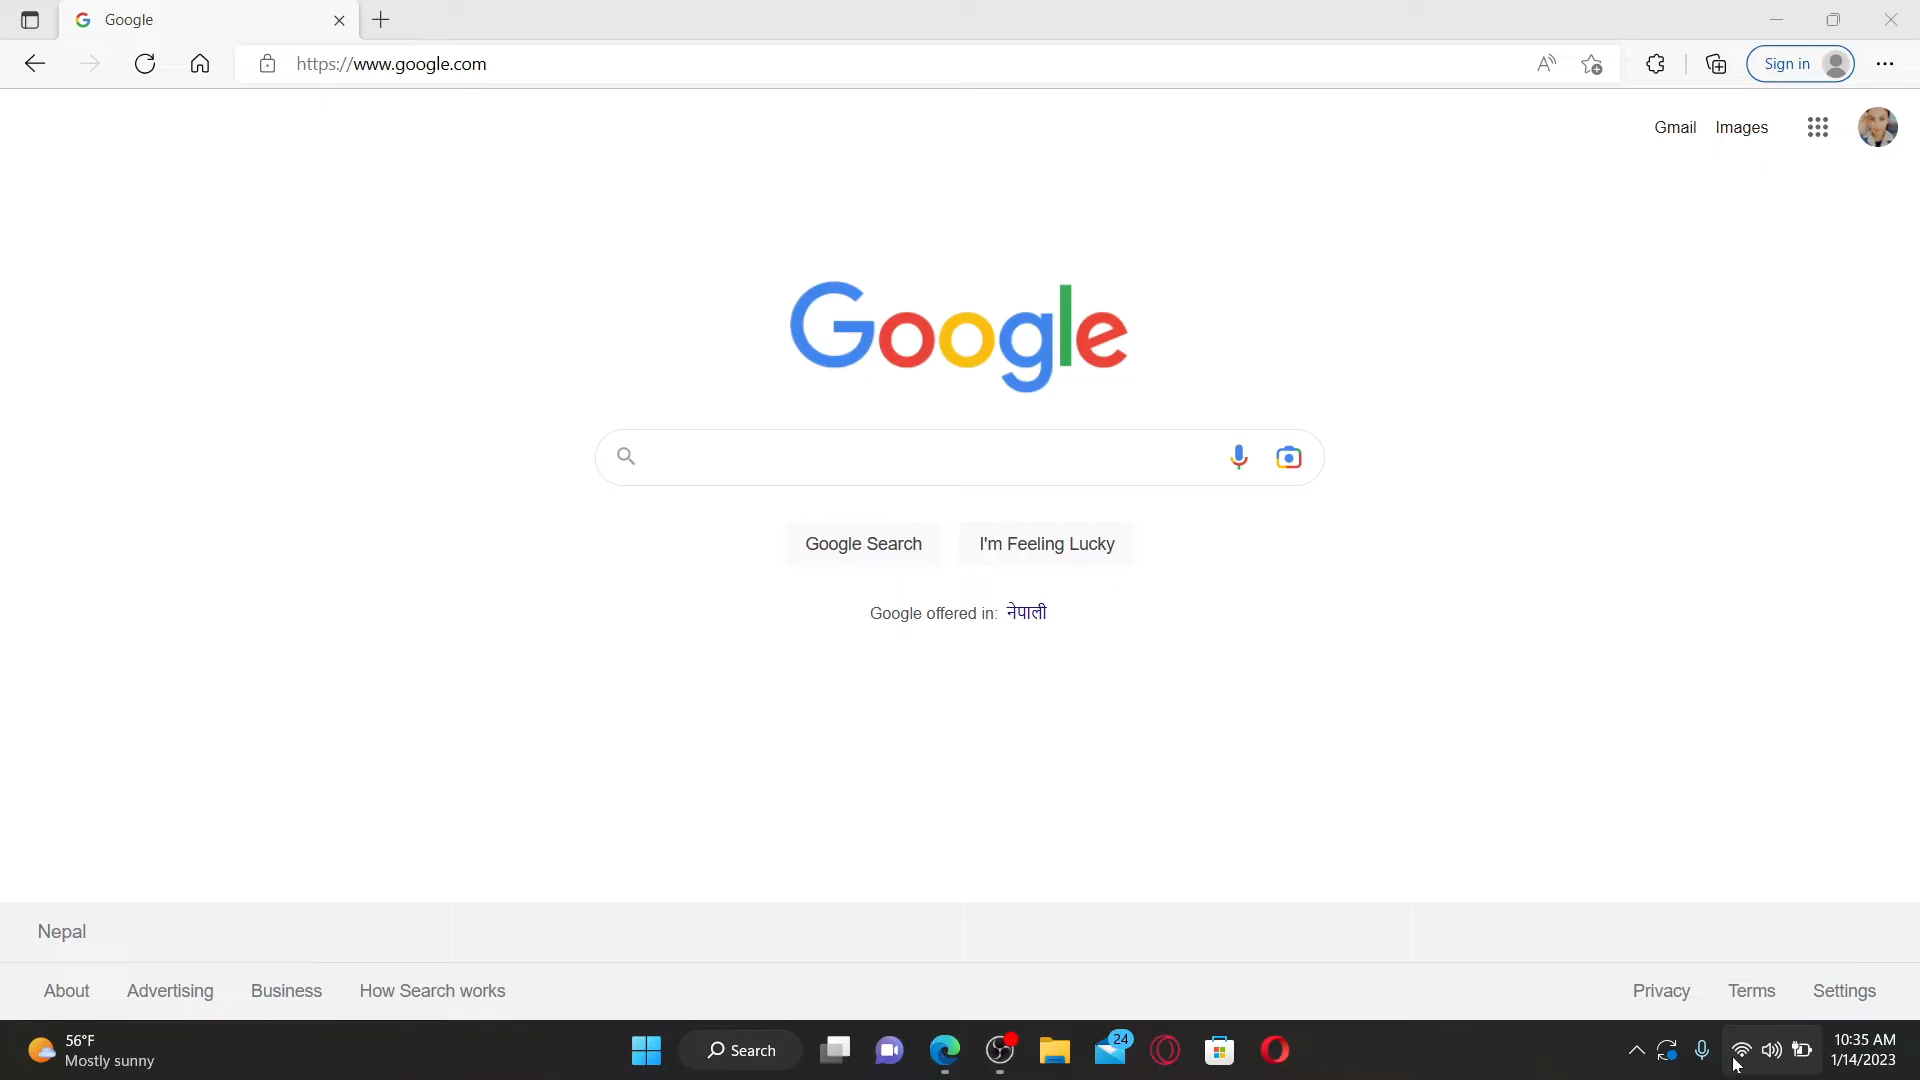 Google
https://www.google.com
Sign in
Gmail Images
Google
Google Search I'm Feeling Lucky
Google offered in: नेपाली
Nepal
About Advertising Business How Search works Privacy Terms Settings
56°F
Mostly sunny
Search
24
10:35 AM
1/14/2023